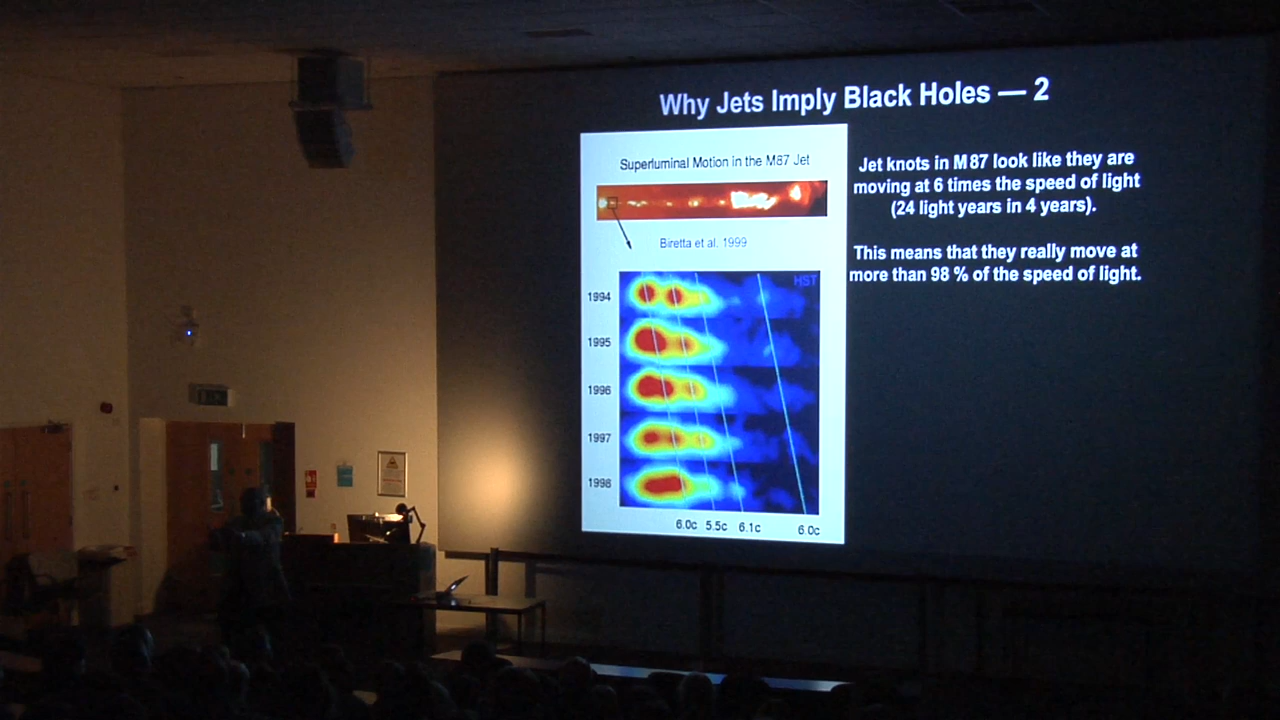 Why Jets Imply Black Holes — 2
Superluminal Motion in the M87 Jet
Biretta et al. 1999
HST
1994
1995
1996
1997
1998
6.0c 5.5c 6.1c 6.0c
Jet knots in M87 look like they are
moving at 6 times the speed of light
(24 light years in 4 years).
This means that they really move at
more than 98 % of the speed of light.